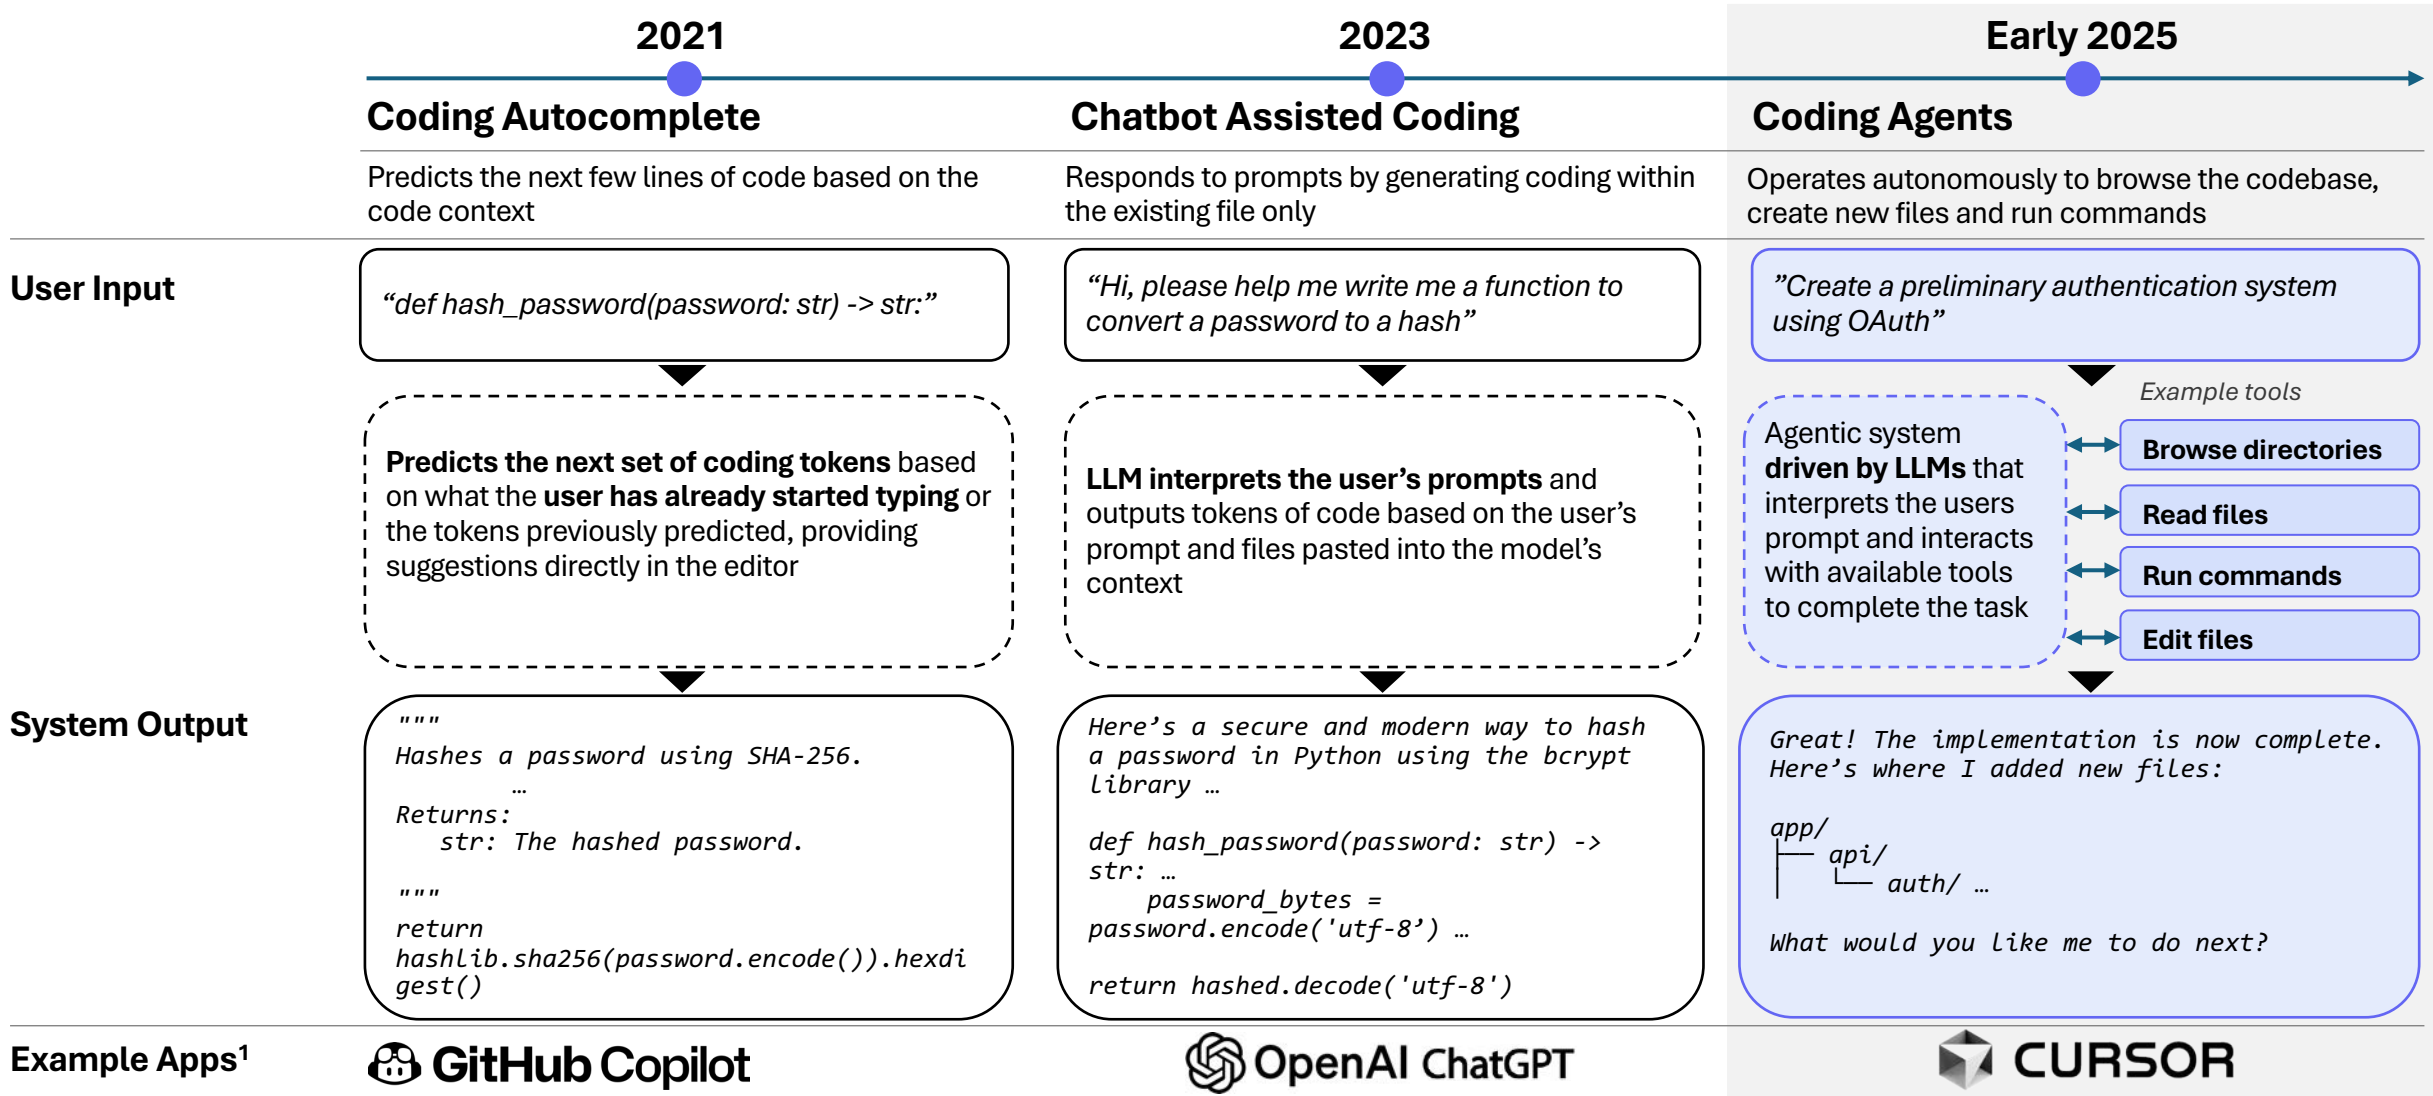 2021
2023
Early 2025
Coding Autocomplete
Chatbot Assisted Coding
Coding Agents
Predicts the next few lines of code based on the
code context
Responds to prompts by generating coding within
the existing file only
Operates autonomously to browse the codebase,
create new files and run commands
User Input
“def hash_password(password: str) -> str:”
“Hi, please help me write me a function to
convert a password to a hash”
”Create a preliminary authentication system
using OAuth”
Predicts the next set of coding tokens based
on what the user has already started typing or
the tokens previously predicted, providing
suggestions directly in the editor
LLM interprets the user’s prompts and
outputs tokens of code based on the user’s
prompt and files pasted into the model’s
context
Agentic system
driven by LLMs that
interprets the users
prompt and interacts
with available tools
to complete the task
Example tools
Browse directories
Read files
Run commands
Edit files
System Output
"""
Hashes a password using SHA-256.
…
Returns:
str: The hashed password.
"""
return
hashlib.sha256(password.encode()).hexdi
gest()
Here’s a secure and modern way to hash
a password in Python using the bcrypt
library …
def hash_password(password: str) ->
str: …
password_bytes =
password.encode('utf-8’) …
return hashed.decode('utf-8')
Great! The implementation is now complete.
Here’s where I added new files:
app/
├── api/
│   └── auth/ …
What would you like me to do next?
Example Apps¹
GitHub Copilot
OpenAI ChatGPT
CURSOR